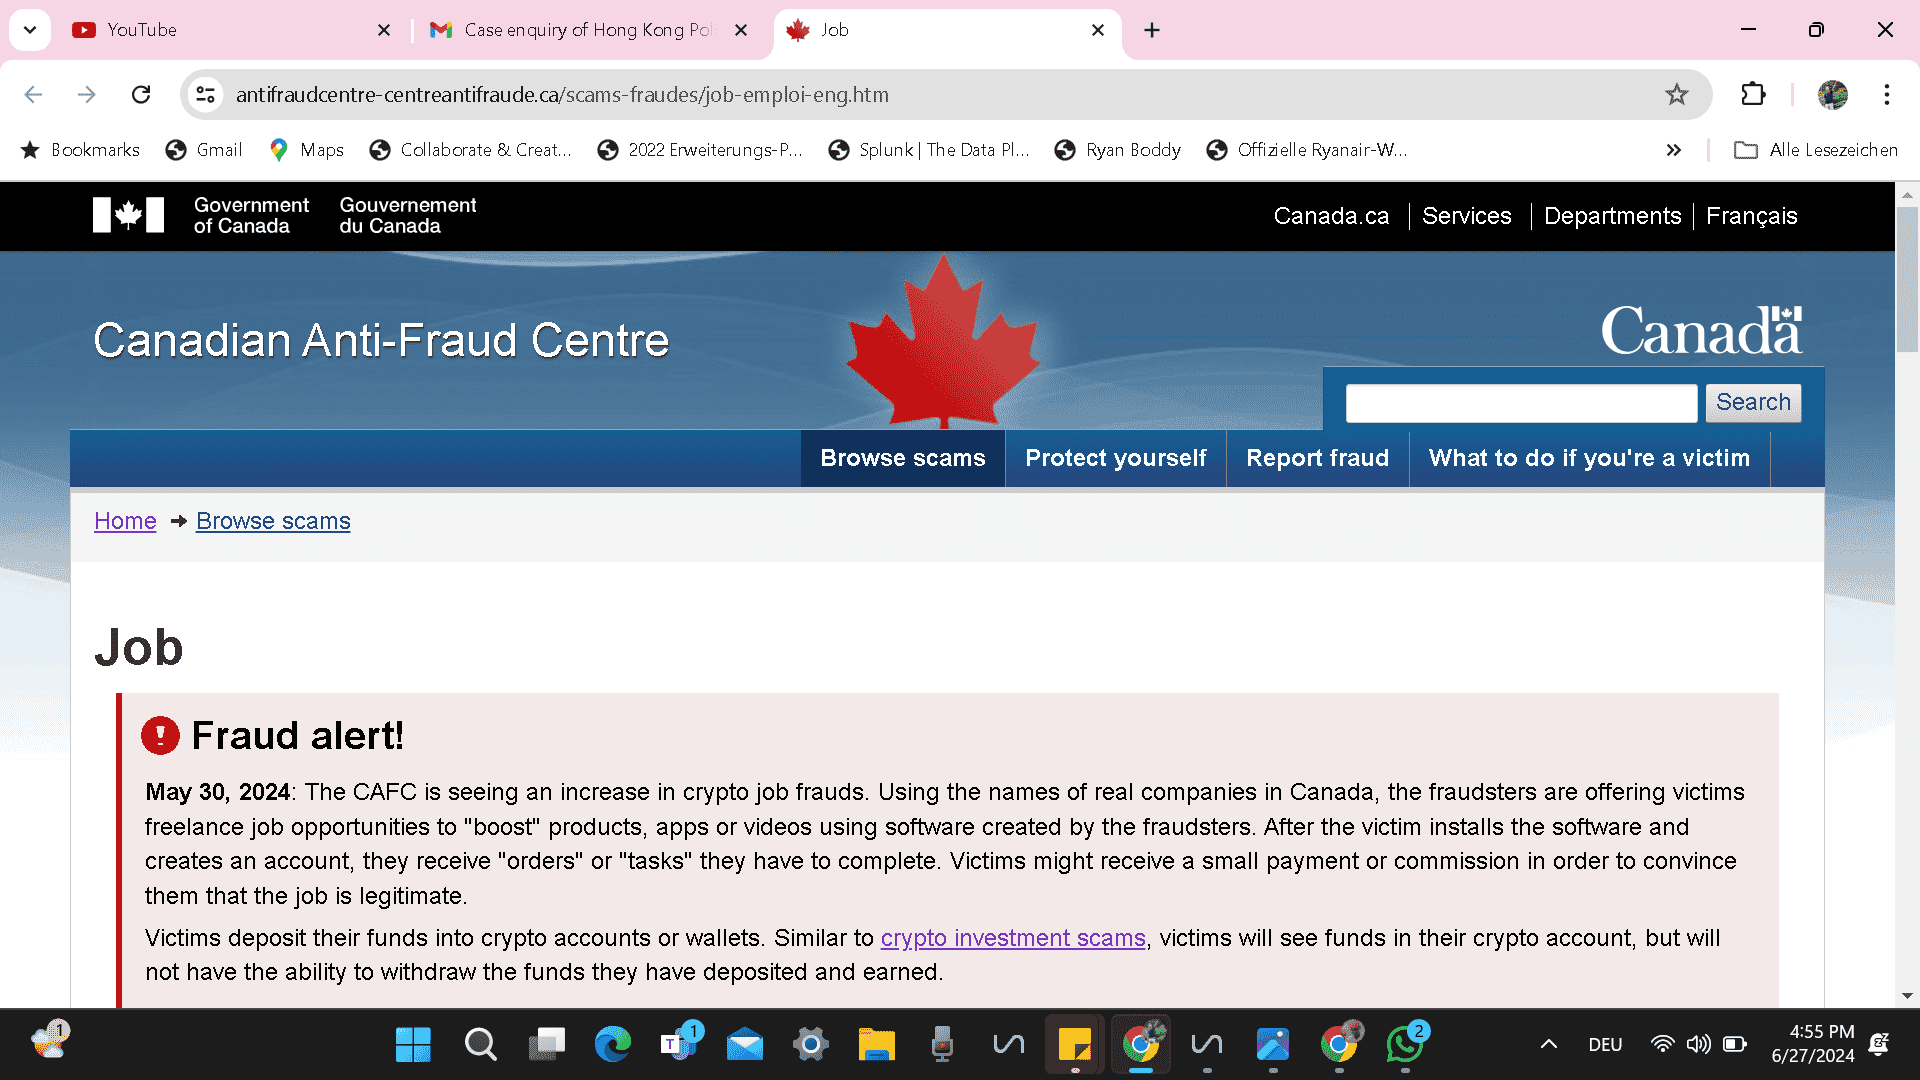 YouTube
Case enquiry of Hong Kong Pol
Job
antifraudcentre-centreantifraude.ca/scams-fraudes/job-emploi-eng.htm
Bookmarks
Gmail
Maps
Collaborate & Creat...
2022 Erweiterungs-P...
Splunk | The Data Pl...
Ryan Boddy
Offizielle Ryanair-W...
Alle Lesezeichen
Government of Canada
Gouvernement du Canada
Canada.ca
Services
Departments
Français
Canadian Anti-Fraud Centre
Canada
Search
Browse scams
Protect yourself
Report fraud
What to do if you're a victim
Home
Browse scams
Job
Fraud alert!
May 30, 2024: The CAFC is seeing an increase in crypto job frauds. Using the names of real companies in Canada, the fraudsters are offering victims
freelance job opportunities to "boost" products, apps or videos using software created by the fraudsters. After the victim installs the software and
creates an account, they receive "orders" or "tasks" they have to complete. Victims might receive a small payment or commission in order to convince
them that the job is legitimate.
Victims deposit their funds into crypto accounts or wallets. Similar to crypto investment scams, victims will see funds in their crypto account, but will
not have the ability to withdraw the funds they have deposited and earned.
1
1
2
DEU
4:55 PM
6/27/2024